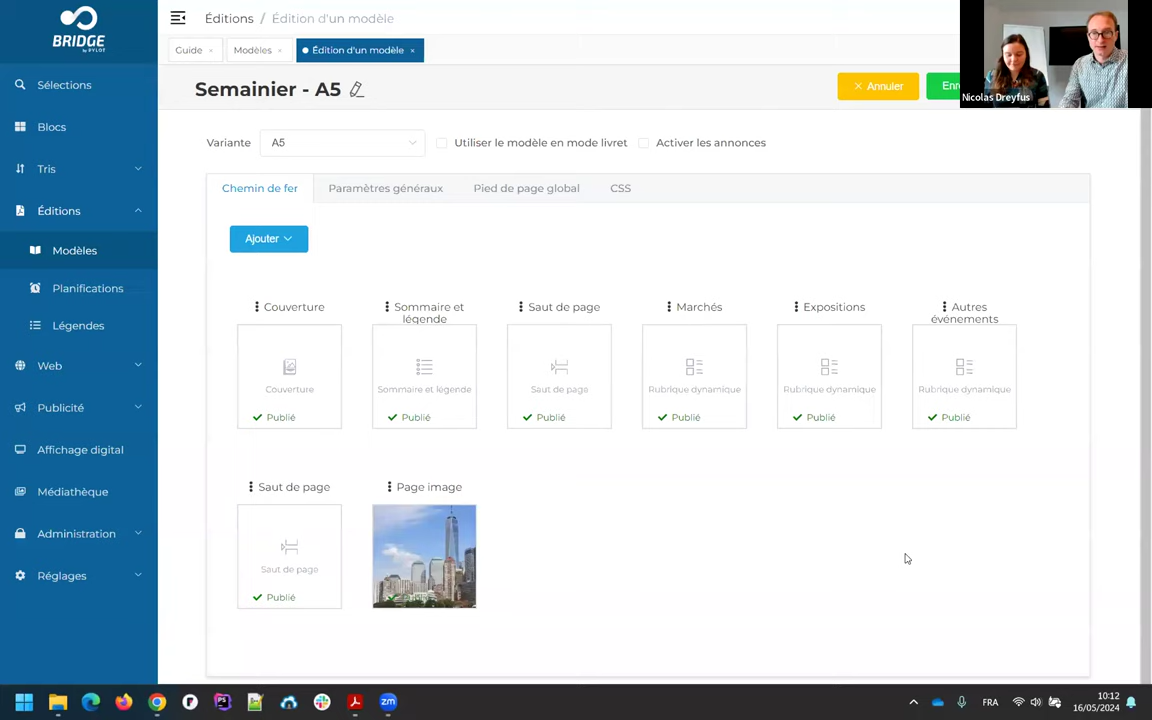 BRIDGE
by PYLOT
Sélections
Blocs
Tris
Éditions
Modèles
Planifications
Légendes
Web
Publicité
Affichage digital
Médiathèque
Administration
Réglages
Éditions / Édition d'un modèle
Guide ×
Modèles ×
Édition d'un modèle ×
Semainier - A5
× Annuler
Enr
Nicolas Dreyfus
Variante
A5
Utiliser le modèle en mode livret
Activer les annonces
Chemin de fer
Paramètres généraux
Pied de page global
CSS
Ajouter
Couverture
Couverture
Publié
Sommaire et
légende
Sommaire et légende
Publié
Saut de page
Saut de page
Publié
Marchés
Rubrique dynamique
Publié
Expositions
Rubrique dynamique
Publié
Autres
événements
Rubrique dynamique
Publié
Saut de page
Saut de page
Publié
Page image
zm
FRA
10:12
16/05/2024